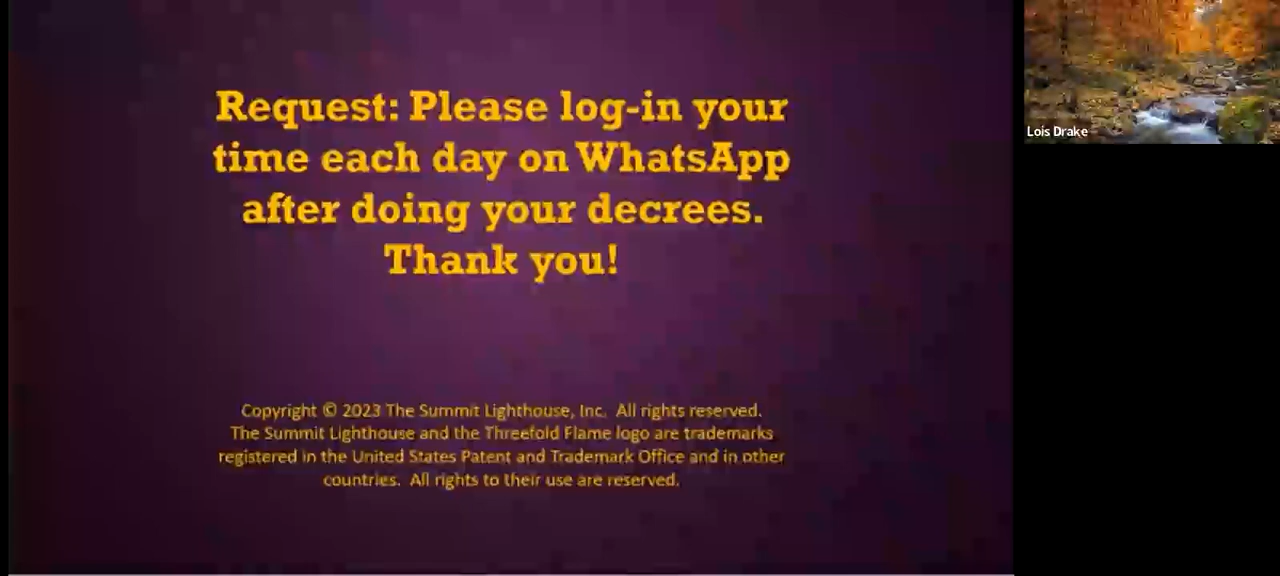 Request: Please log-in your
time each day on WhatsApp
after doing your decrees.
Thank you!
Copyright © 2023 The Summit Lighthouse, Inc.  All rights reserved.
The Summit Lighthouse and the Threefold Flame logo are trademarks
registered in the United States Patent and Trademark Office and in other
countries.  All rights to their use are reserved.
Lois Drake